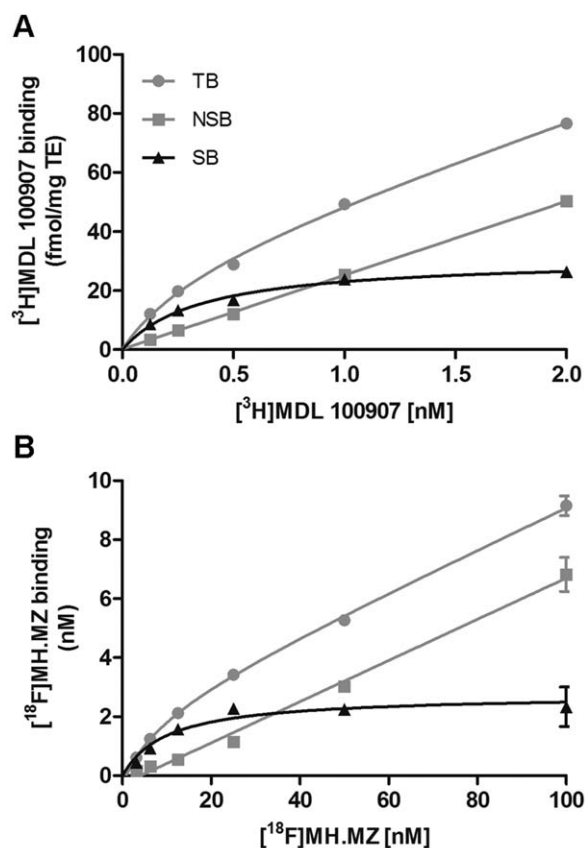 A
100
80
60
40
20
0
[³H]MDL 100907 binding
(fmol/mg TE)
TB
NSB
SB
0.0 0.5 1.0 1.5 2.0
[³H]MDL 100907 [nM]
B
10
8
6
4
2
0
[¹⁸F]MH.MZ binding
(nM)
0 20 40 60 80 100
[¹⁸F]MH.MZ [nM]